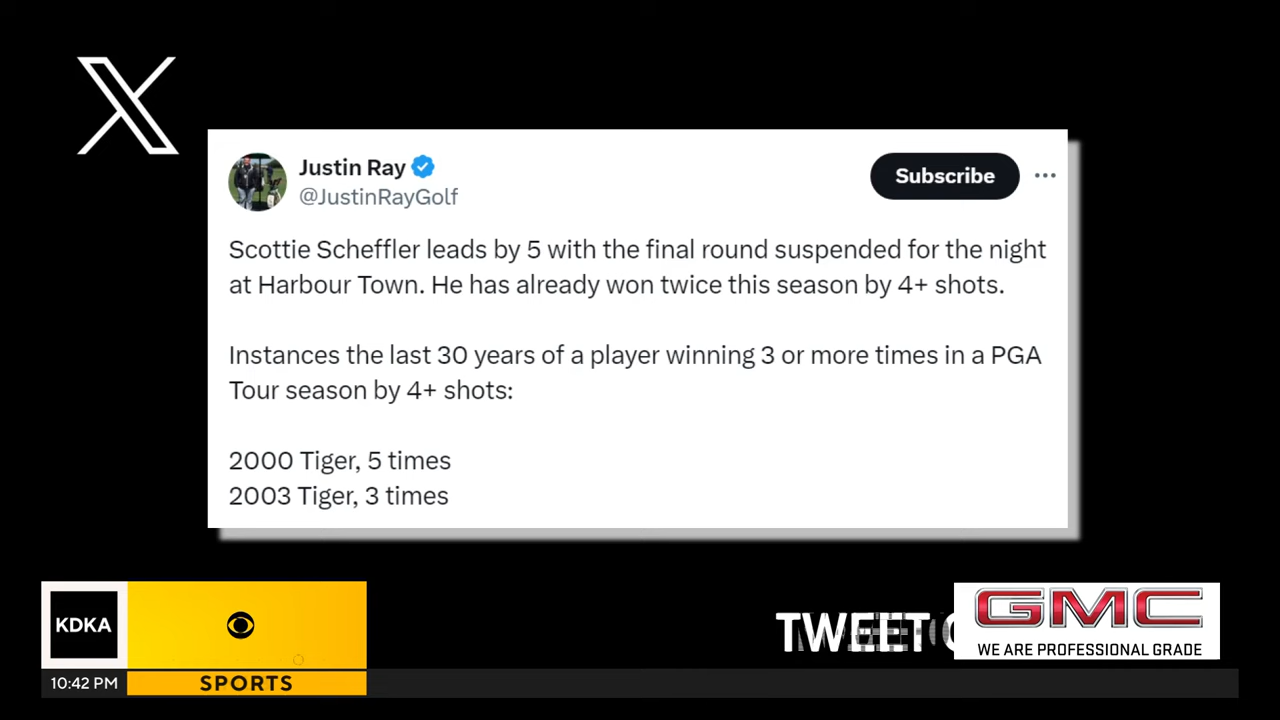 Justin Ray
@JustinRayGolf
Subscribe
Scottie Scheffler leads by 5 with the final round suspended for the night
at Harbour Town. He has already won twice this season by 4+ shots.
Instances the last 30 years of a player winning 3 or more times in a PGA
Tour season by 4+ shots:
2000 Tiger, 5 times
2003 Tiger, 3 times
KDKA
TWEET
GMC
WE ARE PROFESSIONAL GRADE
10:42 PM
SPORTS